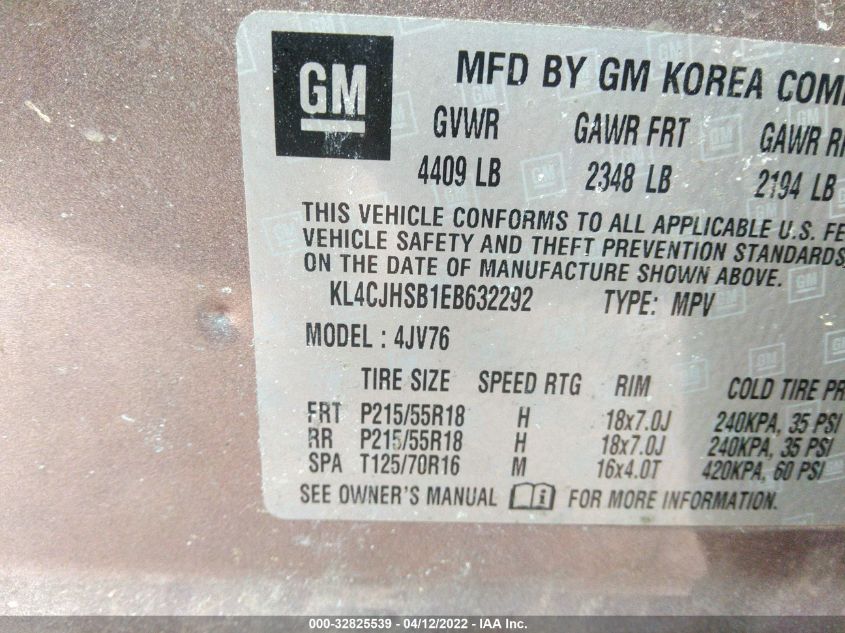 GM
MFD BY GM KOREA
GVWR GAWR FRT GAWR
4409 LB 2348 LB 2194 LB
THIS VEHICLE CONFORMS TO ALL APPLICABLE U.S.
VEHICLE SAFETY AND THEFT PREVENTION STANDARDS
ON THE DATE OF MANUFACTURE SHOWN ABOVE.
KL4CJHSB1EB632292 TYPE: MPV
MODEL : 4JV76
TIRE SIZE SPEED RTG RIM COLD TIRE
FRT P215/55R18 H 18x7.0J 240KPA, 35 PSI
RR P215/55R18 H 18x7.0J 240KPA, 35 PSI
SPA T125/70R16 M 16x4.0T 420KPA, 60 PSI
SEE OWNER'S MANUAL FOR MORE INFORMATION.
000-32825539 - 04/12/2022 - IAA Inc.